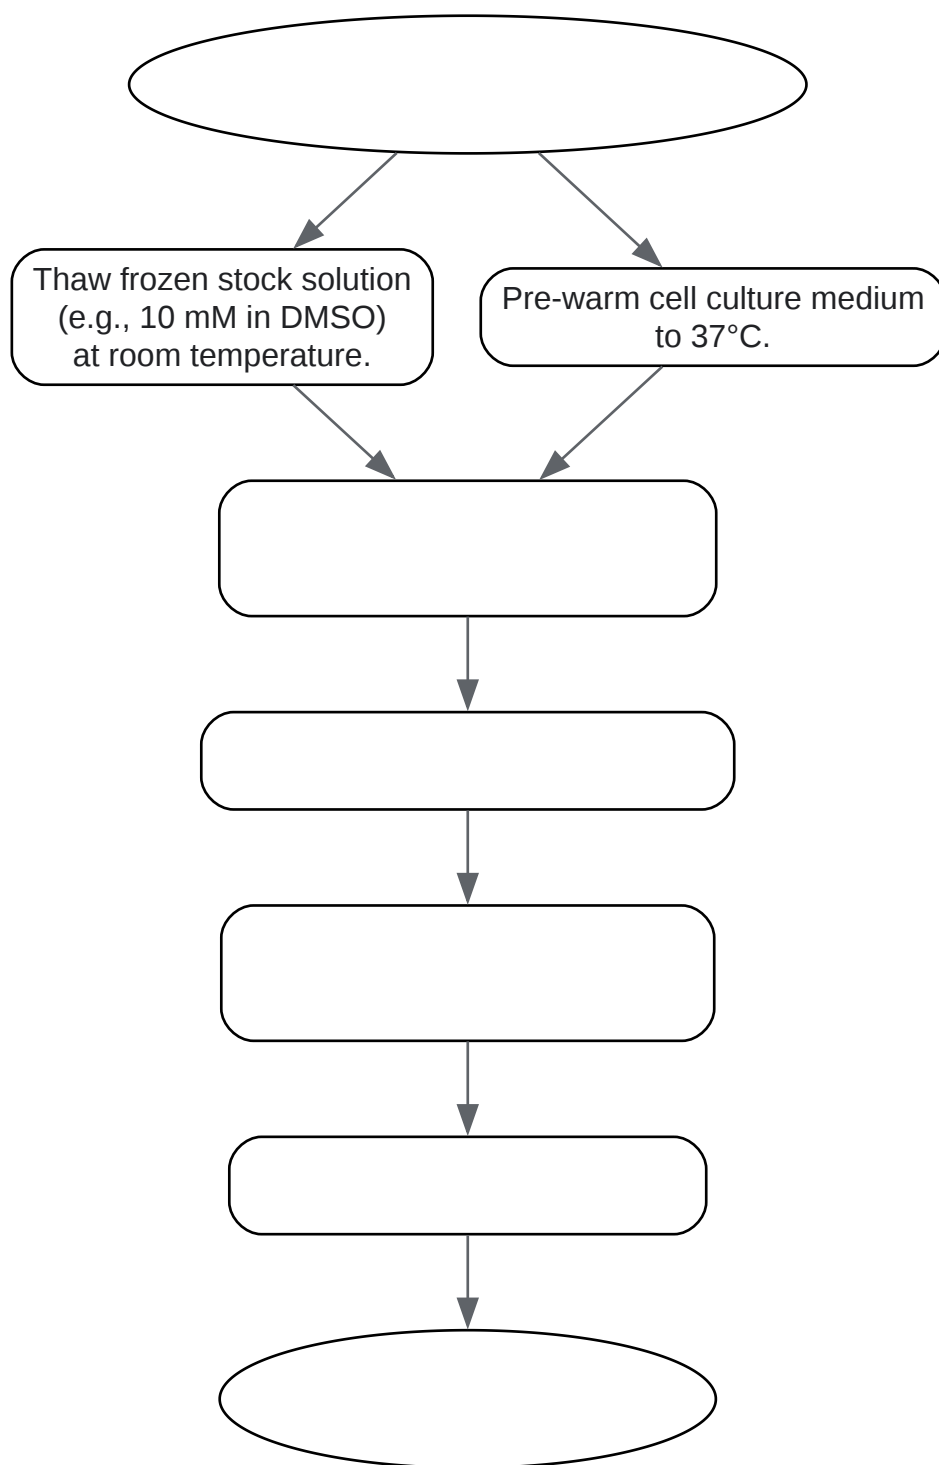 Thaw frozen stock solution
(e.g., 10 mM in DMSO)
at room temperature.
Pre-warm cell culture medium
to 37°C.